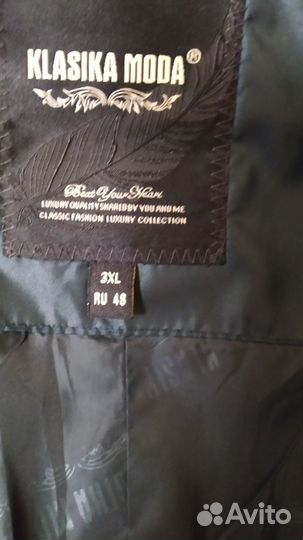 KLASIKA MODA®
Beat Your Heart
LUXURY QUALITY SHARED BY YOU AND ME
CLASSIC FASHION LUXURY COLLECTION
3XL
RU 48
Avito